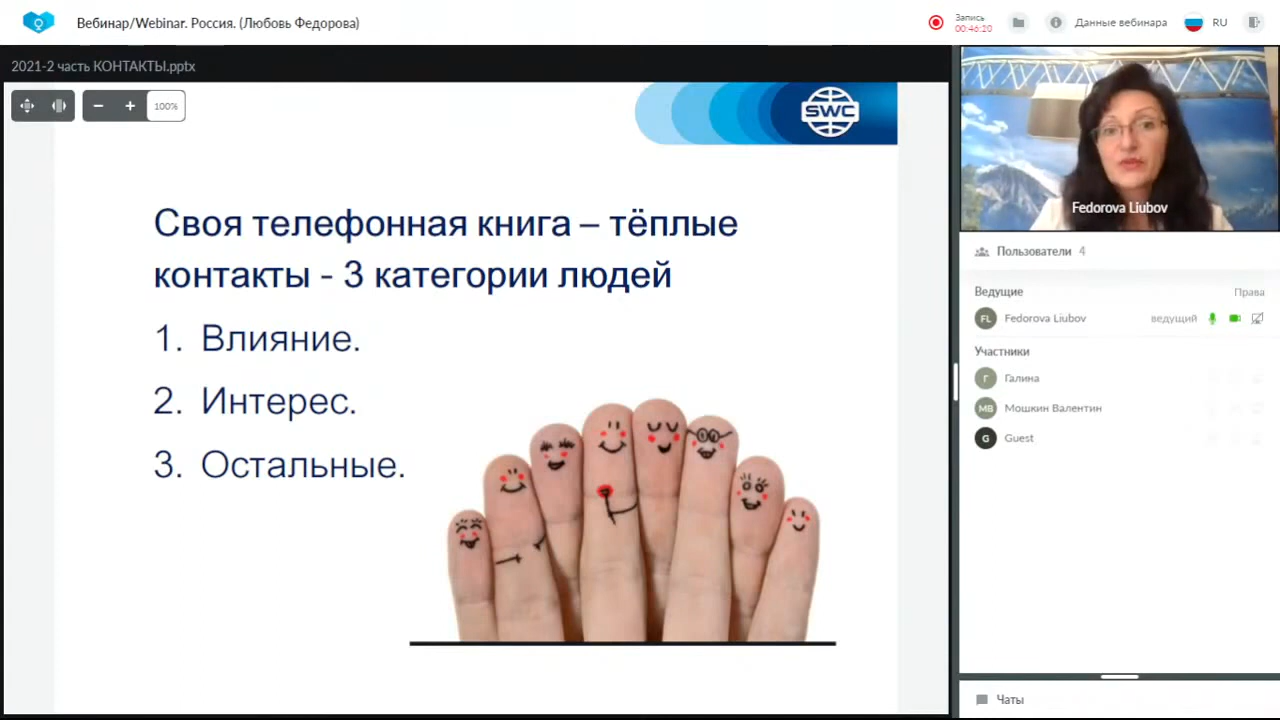 Вебинар/Webinar. Россия. (Любовь Федорова)
Запись
00:46:20
Данные вебинара
RU
2021-2 часть КОНТАКТЫ.pptx
100%
SWC
Своя телефонная книга – тёплые
контакты - 3 категории людей
1. Влияние.
2. Интерес.
3. Остальные.
Fedorova Liubov
Пользователи 4
Ведущие Права
FL Fedorova Liubov ведущий
Участники
Г Галина
МВ Мошкин Валентин
G Guest
Чаты